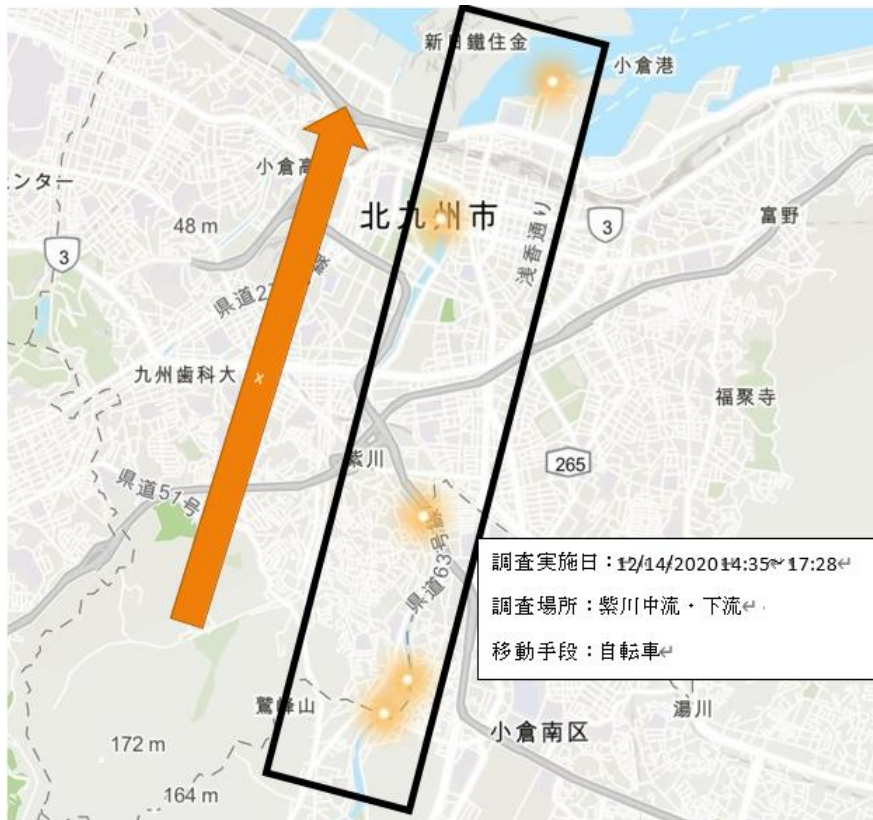 新日鐵住金
小倉港
小倉高
ンター
北九州市
富野
48 m
3
3
浅香通り
県道2
線
九州歯科大
福聚寺
紫川
265
県道51号
県道63号線
調査実施日：12/14/2020 14:35~17:28↵
調査場所：紫川中流・下流↵
移動手段：自転車↵
鷲峰山
湯川
小倉南区
172 m
164 m